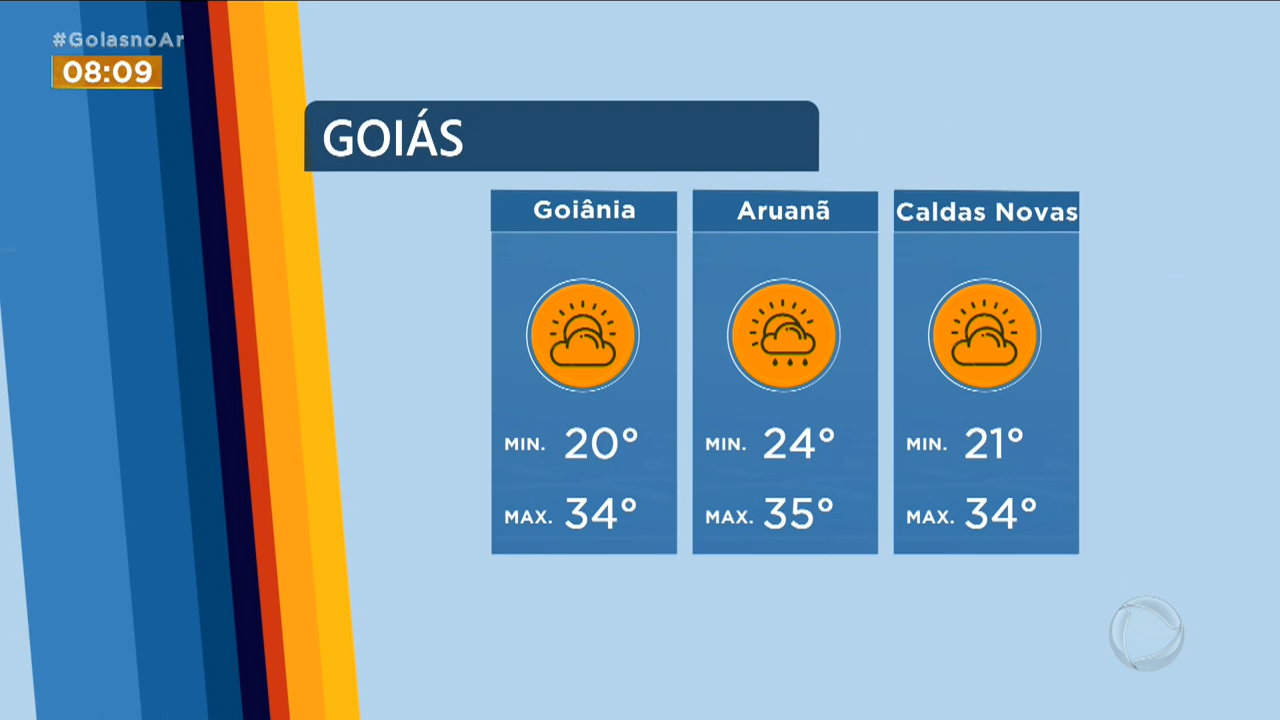 #GoiasnoAr
08:09
GOIÁS
Goiânia
MIN. 20°
MAX. 34°
Aruanã
MIN. 24°
MAX. 35°
Caldas Novas
MIN. 21°
MAX. 34°